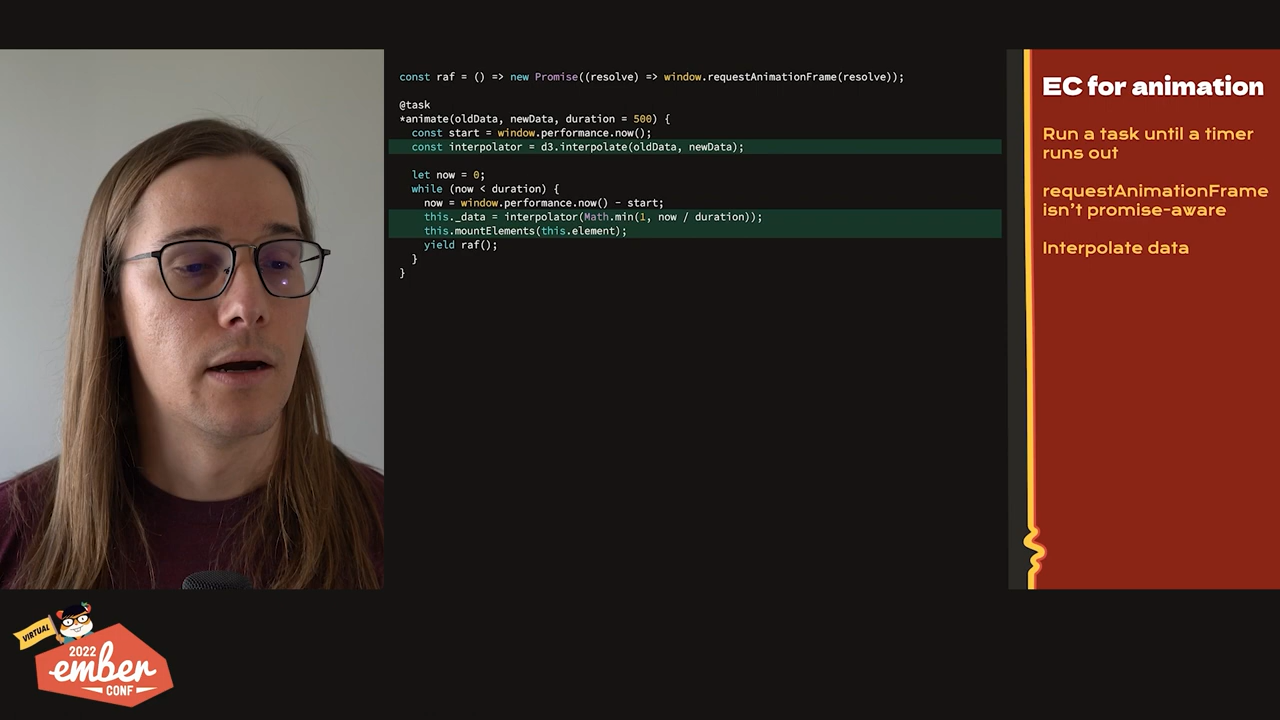 const raf = () => new Promise((resolve) => window.requestAnimationFrame(resolve));
@task
*animate(oldData, newData, duration = 500) {
const start = window.performance.now();
const interpolator = d3.interpolate(oldData, newData);
let now = 0;
while (now < duration) {
now = window.performance.now() - start;
this._data = interpolator(Math.min(1, now / duration));
this.mountElements(this.element);
yield raf();
}
}
EC for animation
Run a task until a timer
runs out
requestAnimationFrame
isn't promise-aware
Interpolate data
VIRTUAL
2022
ember
CONF